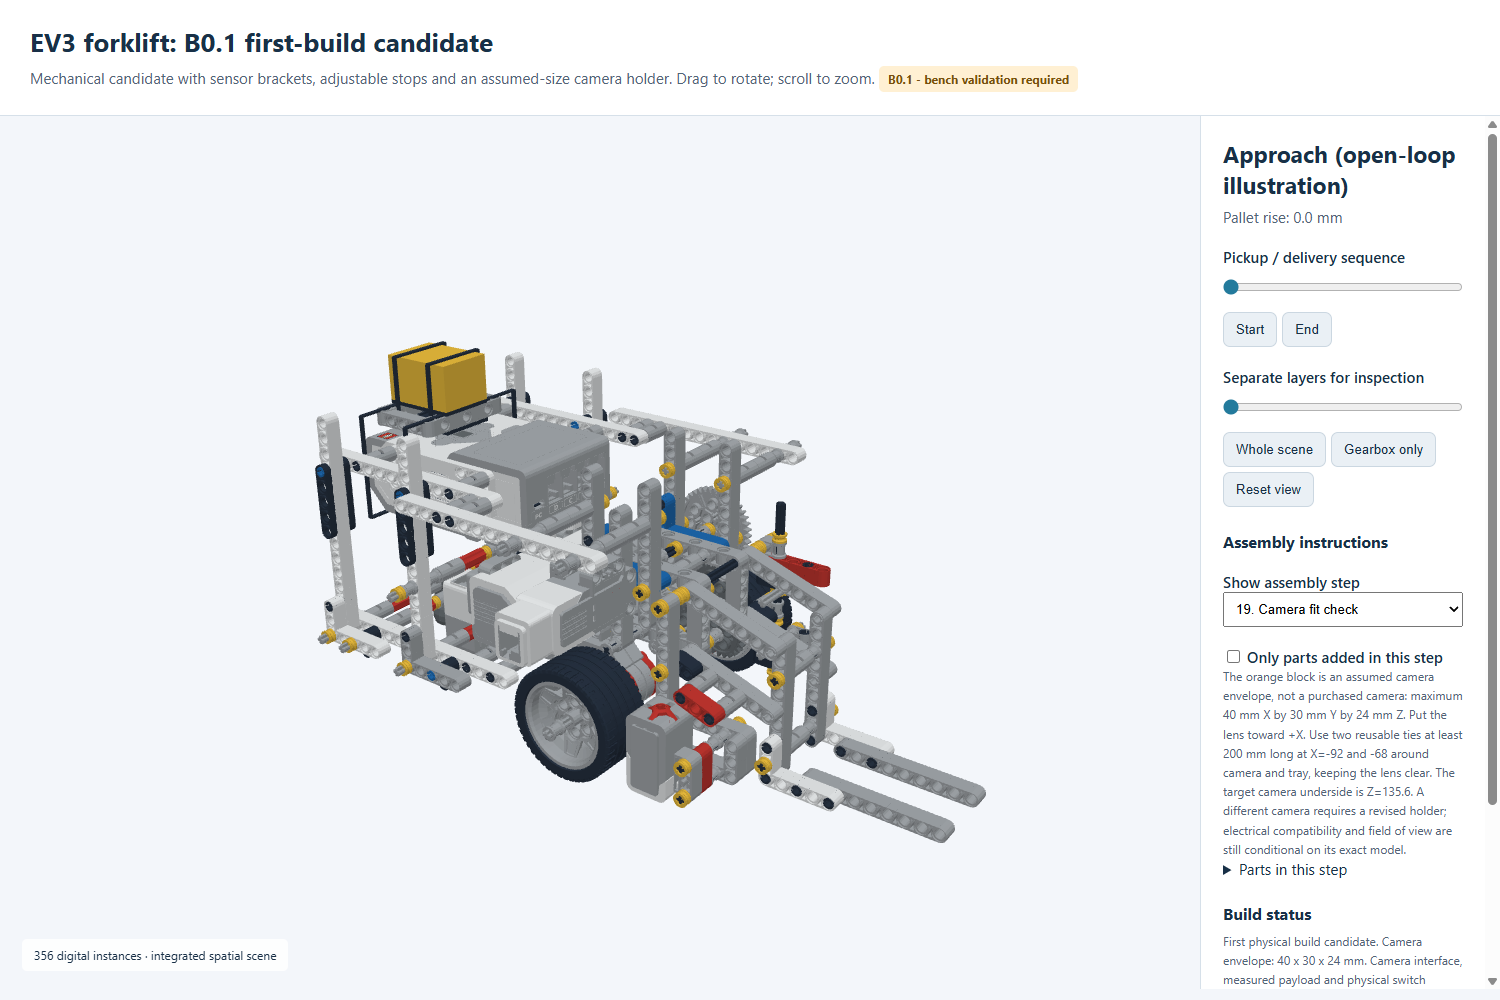 EV3 forklift: B0.1 first-build candidate
Mechanical candidate with sensor brackets, adjustable stops and an assumed-size camera holder. Drag to rotate; scroll to zoom. B0.1 - bench validation required
Approach (open-loop
illustration)
Pallet rise: 0.0 mm
Pickup / delivery sequence
Start End
Separate layers for inspection
Whole scene Gearbox only
Reset view
Assembly instructions
Show assembly step
19. Camera fit check
Only parts added in this step
The orange block is an assumed camera
envelope, not a purchased camera: maximum
40 mm X by 30 mm Y by 24 mm Z. Put the
lens toward +X. Use two reusable ties at least
200 mm long at X=-92 and -68 around
camera and tray, keeping the lens clear. The
target camera underside is Z=135.6. A
different camera requires a revised holder;
electrical compatibility and field of view are
still conditional on its exact model.
Parts in this step
Build status
First physical build candidate. Camera
envelope: 40 x 30 x 24 mm. Camera interface,
measured payload and physical switch
356 digital instances · integrated spatial scene